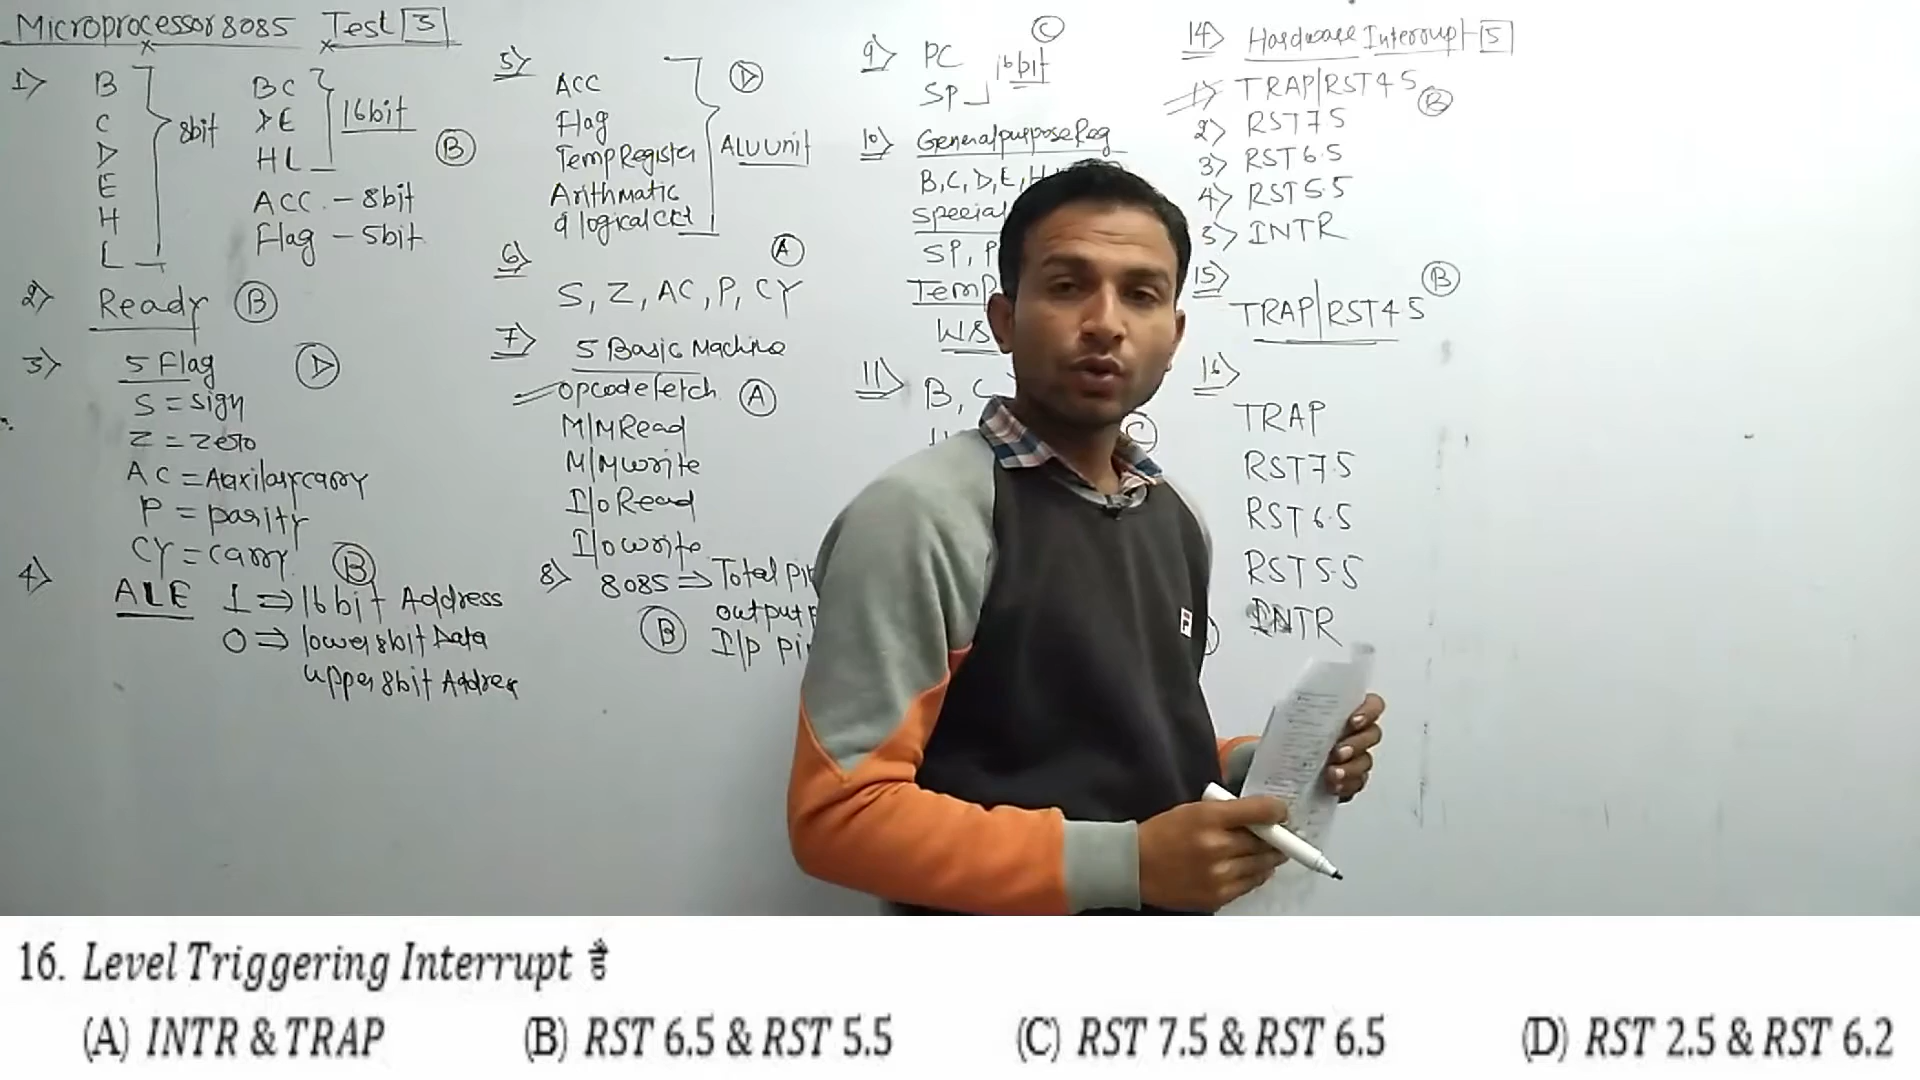 Microprocessor 8085 Test 3
1> B
C
D
E
H
L
8bit
BC
DE
HL
16bit
B
ACC - 8bit
Flag - 5bit
2> Ready B
3> 5 Flag D
S = sign
Z = zero
AC = Auxilary carry
P = parity
CY = carry
4> B
ALE 1 ⇒ 16 bit Address
0 ⇒ lower 8bit Data
upper 8bit Address
5> ACC
Flag
Temp Register
Arithmatic
& logical CKt
ALU Unit
D
6> A
S, Z, AC, P, CY
7> 5 Basic Machine
opcode fetch A
M/M Read
M/M write
I/o Read
I/o write
8> 8085 ⇒ Total
output
B I/p
9> PC
SP
16bit
C
10> General purpose Reg
B, C, D, E, H
special
SP, P
Temp
W &
11> B, C
C
14> Hardware Interrupt 5
1> TRAP|RST 4.5 B
2> RST 7.5
3> RST 6.5
4> RST 5.5
5> INTR
15> B
TRAP|RST 4.5
16>
TRAP
RST 7.5
RST 6.5
RST 5.5
INTR
16. Level Triggering Interrupt है
(A) INTR & TRAP (B) RST 6.5 & RST 5.5 (C) RST 7.5 & RST 6.5 (D) RST 2.5 & RST 6.2